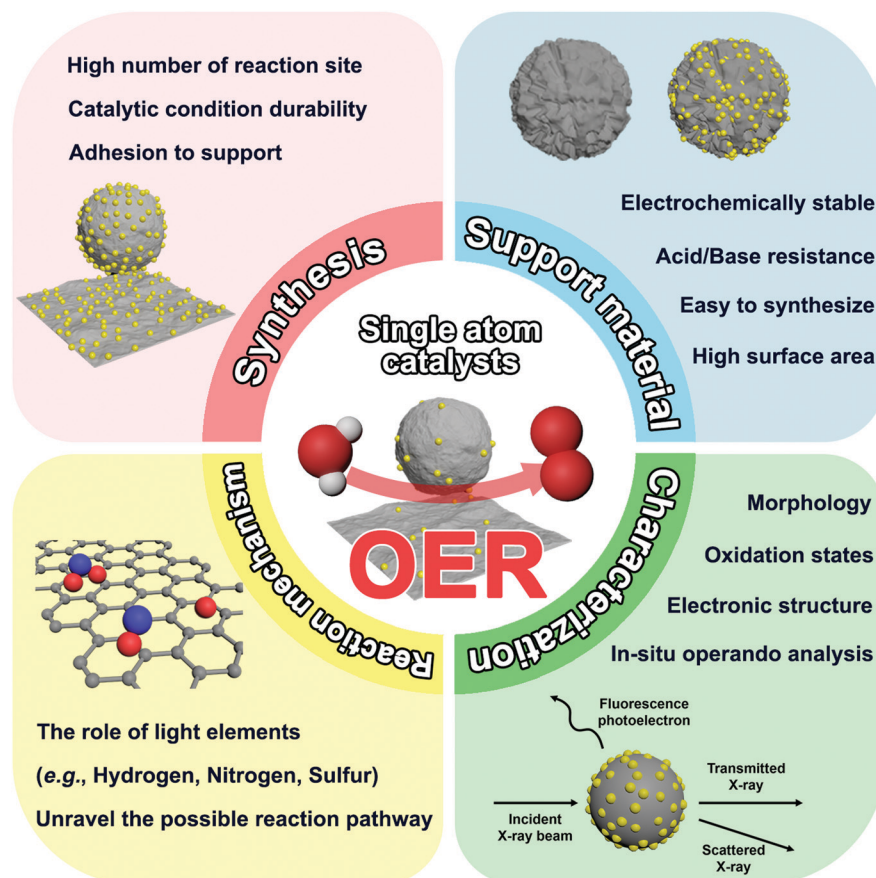 High number of reaction site
Catalytic condition durability
Adhesion to support
Synthesis
Electrochemically stable
Acid/Base resistance
Easy to synthesize
High surface area
Support material
Single atom
catalysts
OER
Reaction mechanism
The role of light elements
(e.g., Hydrogen, Nitrogen, Sulfur)
Unravel the possible reaction pathway
Characterization
Morphology
Oxidation states
Electronic structure
In-situ operando analysis
Fluorescence
photoelectron
Incident
X-ray beam
Transmitted
X-ray
Scattered
X-ray